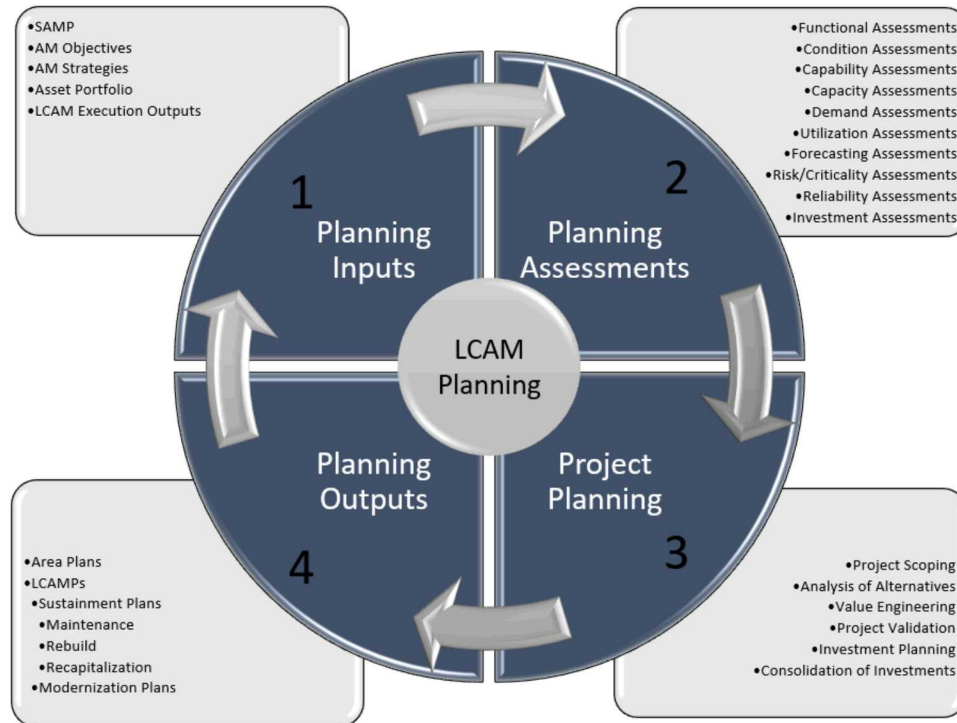 •SAMP
•AM Objectives
•AM Strategies
•Asset Portfolio
•LCAM Execution Outputs
•Functional Assessments
•Condition Assessments
•Capability Assessments
•Capacity Assessments
•Demand Assessments
•Utilization Assessments
•Forecasting Assessments
•Risk/Criticality Assessments
•Reliability Assessments
•Investment Assessments
1
Planning
Inputs
2
Planning
Assessments
LCAM
Planning
Planning
Outputs
4
Project
Planning
3
•Area Plans
•LCAMPs
•Sustainment Plans
•Maintenance
•Rebuild
•Recapitalization
•Modernization Plans
•Project Scoping
•Analysis of Alternatives
•Value Engineering
•Project Validation
•Investment Planning
•Consolidation of Investments